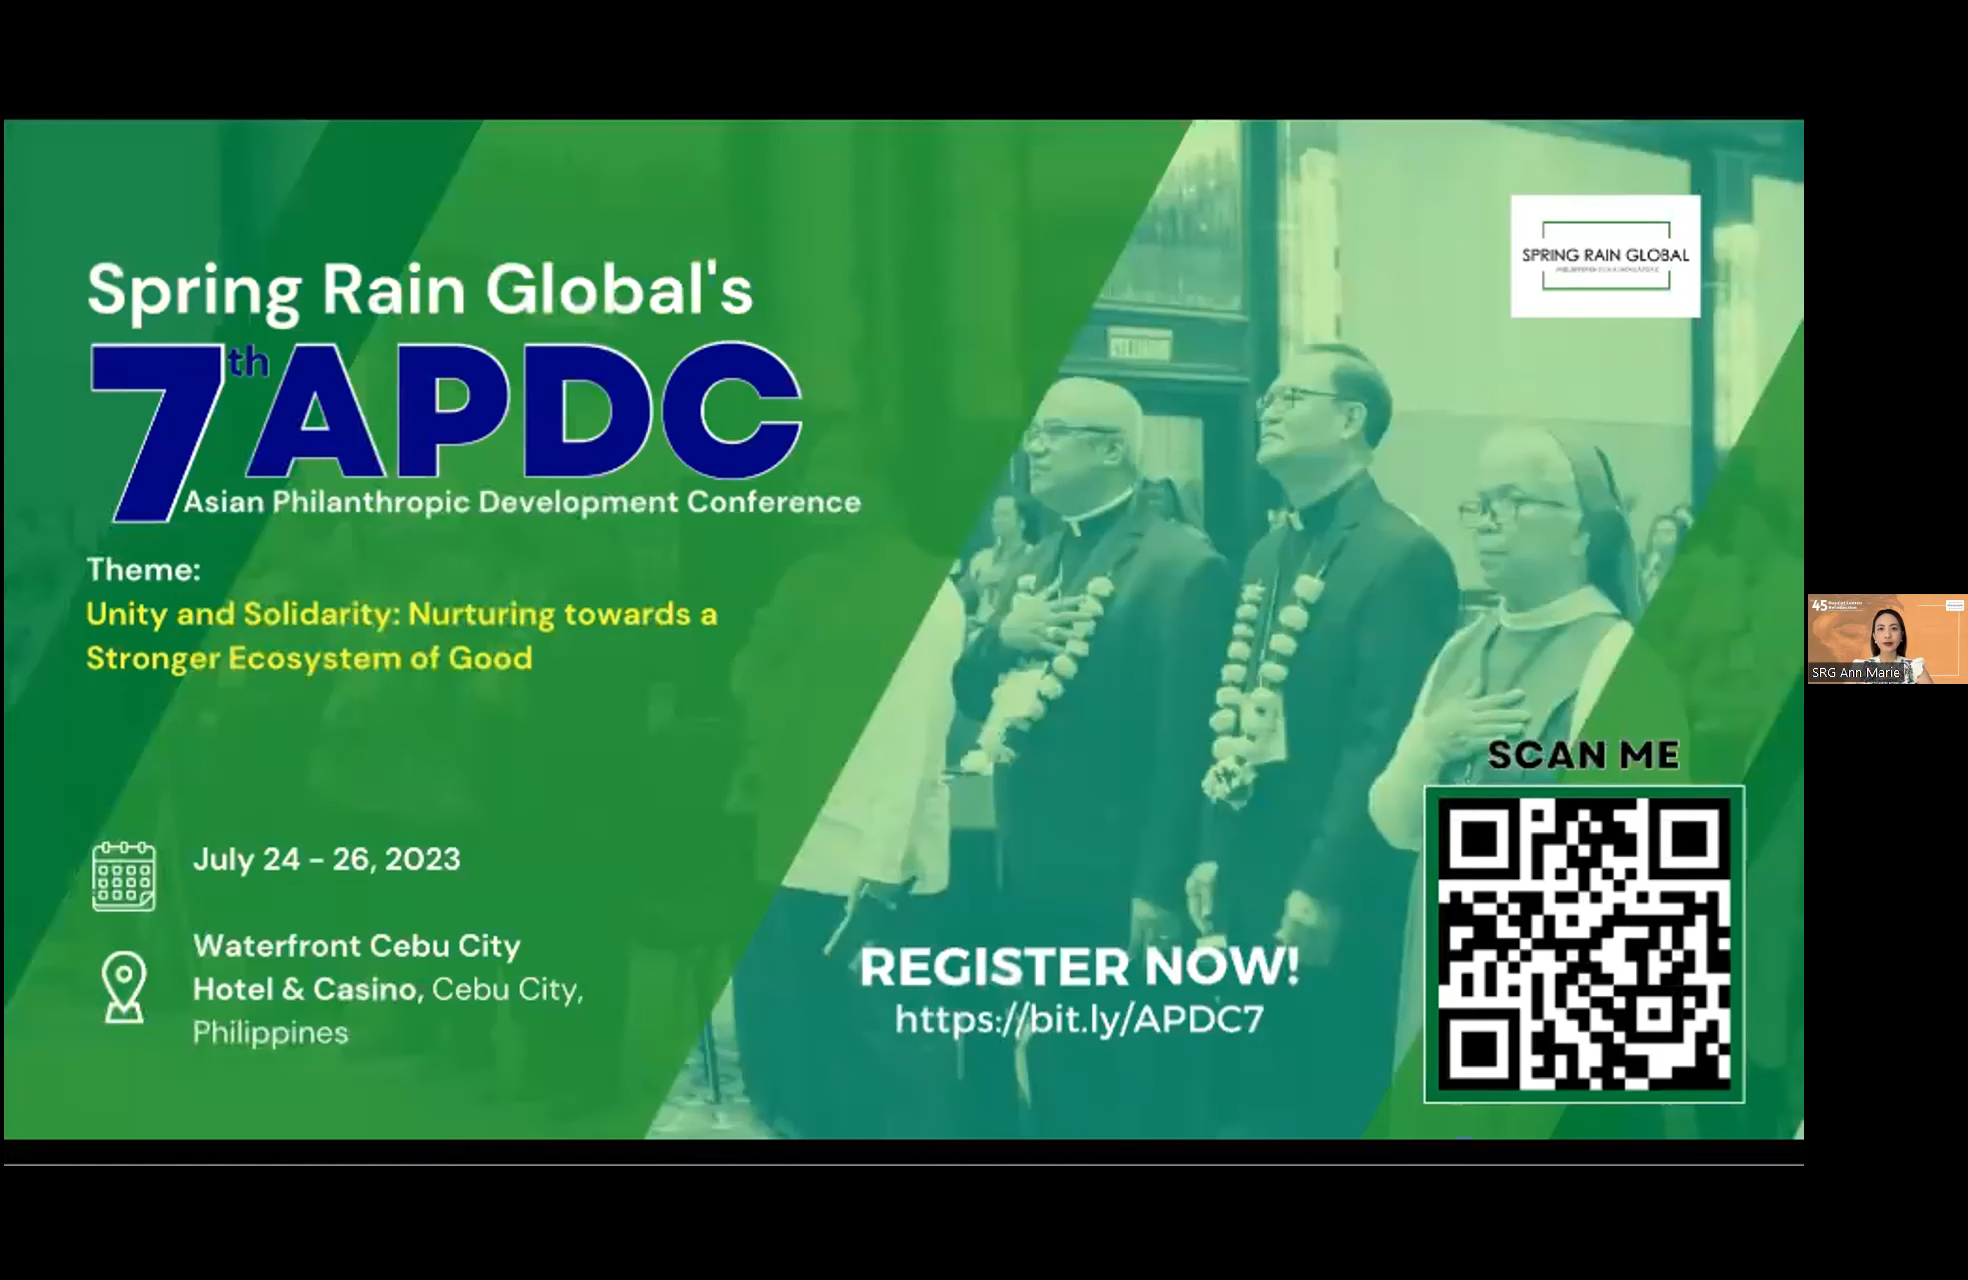 Spring Rain Global's
7th APDC
Asian Philanthropic Development Conference
Theme:
Unity and Solidarity: Nurturing towards a
Stronger Ecosystem of Good
July 24 - 26, 2023
Waterfront Cebu City
Hotel & Casino, Cebu City,
Philippines
SPRING RAIN GLOBAL
SCAN ME
REGISTER NOW!
https://bit.ly/APDC7
45
SRG Ann Marie